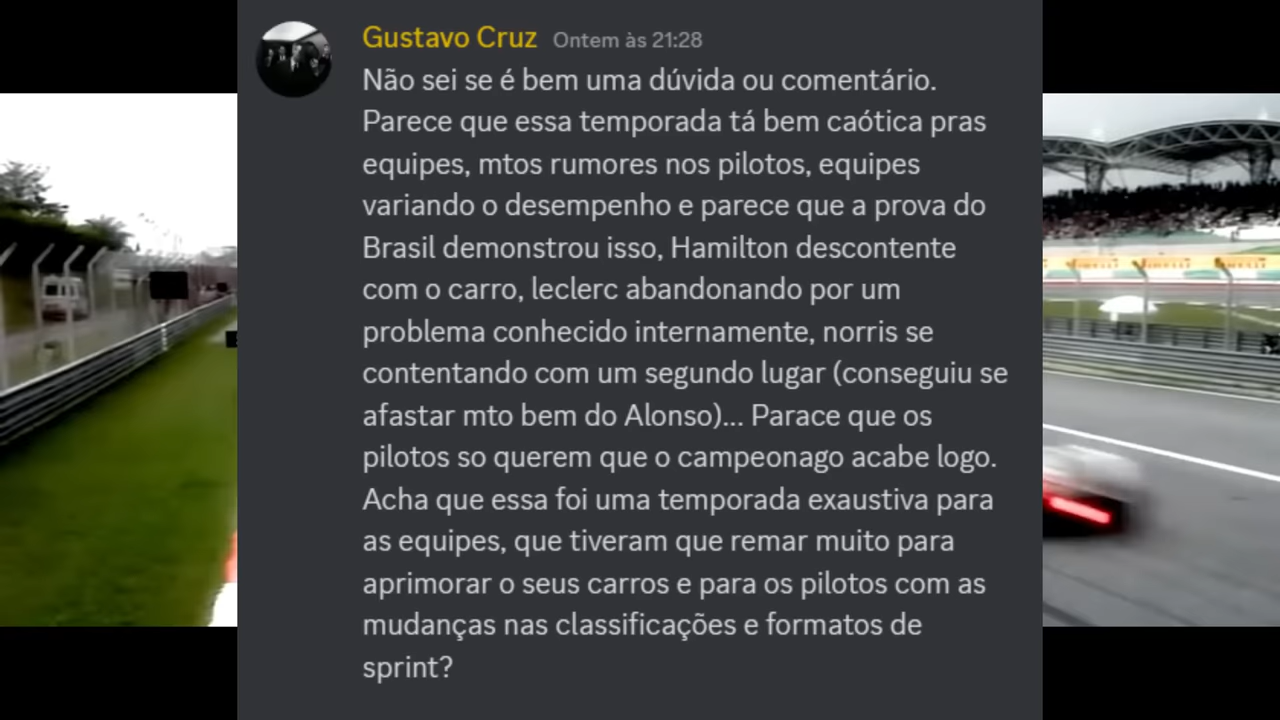 Gustavo Cruz Ontem às 21:28
Não sei se é bem uma dúvida ou comentário.
Parece que essa temporada tá bem caótica pras
equipes, mtos rumores nos pilotos, equipes
variando o desempenho e parece que a prova do
Brasil demonstrou isso, Hamilton descontente
com o carro, leclerc abandonando por um
problema conhecido internamente, norris se
contentando com um segundo lugar (conseguiu se
afastar mto bem do Alonso)... Parace que os
pilotos so querem que o campeonago acabe logo.
Acha que essa foi uma temporada exaustiva para
as equipes, que tiveram que remar muito para
aprimorar o seus carros e para os pilotos com as
mudanças nas classificações e formatos de
sprint?